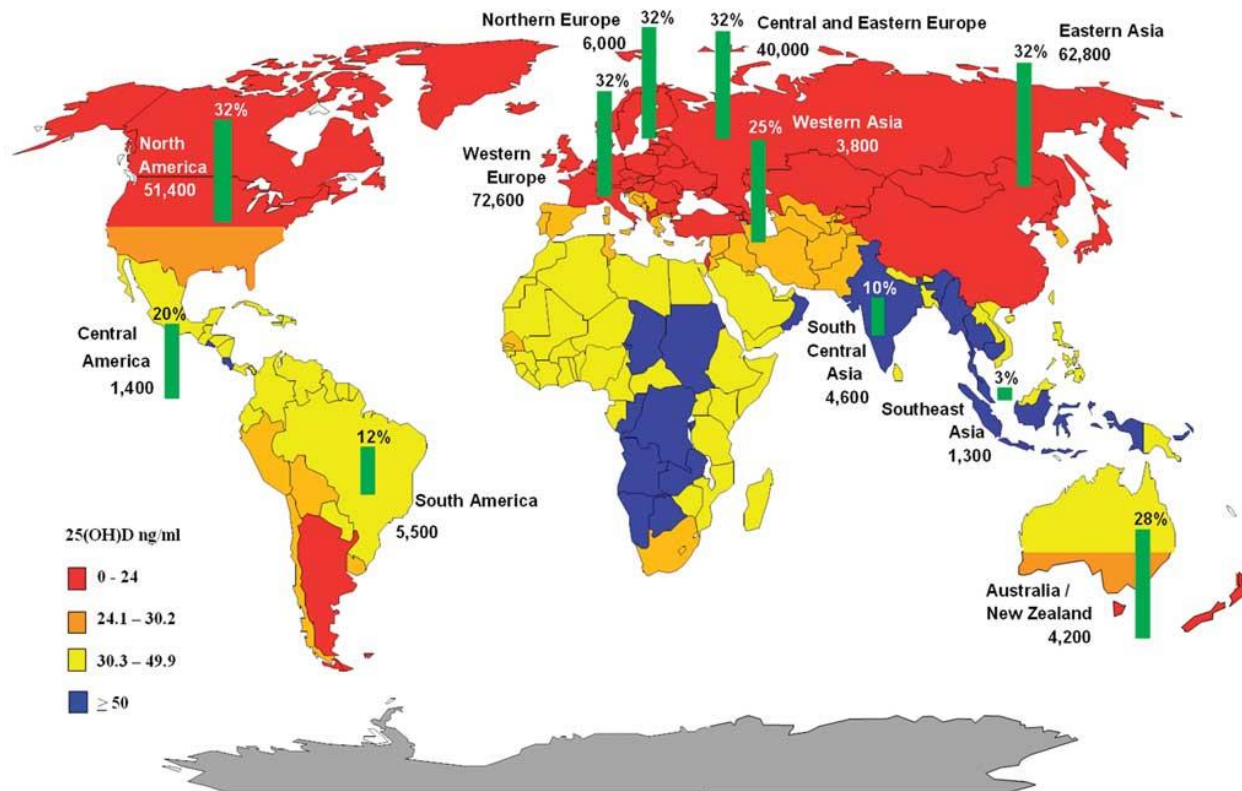 32%
Northern Europe
6,000
32%
Central and Eastern Europe
40,000
32%
Eastern Asia
62,800
32%
North
America
51,400
32%
Western
Europe
72,600
25%
Western Asia
3,800
20%
Central
America
1,400
12%
South America
5,500
10%
South
Central
Asia
4,600
3%
Southeast
Asia
1,300
28%
Australia /
New Zealand
4,200
25(OH)D ng/ml
0 - 24
24.1 – 30.2
30.3 – 49.9
≥ 50